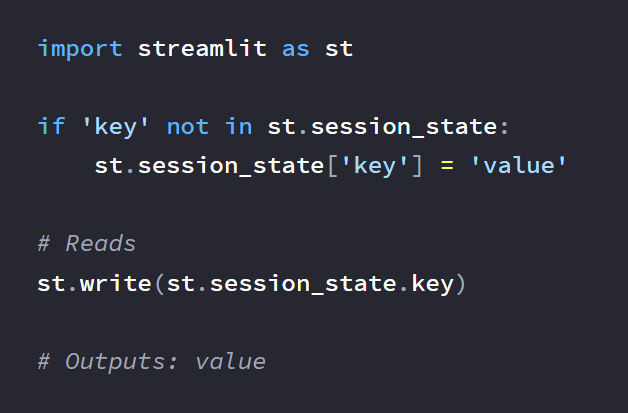 import streamlit as st
if 'key' not in st.session_state:
    st.session_state['key'] = 'value'
# Reads
st.write(st.session_state.key)
# Outputs: value